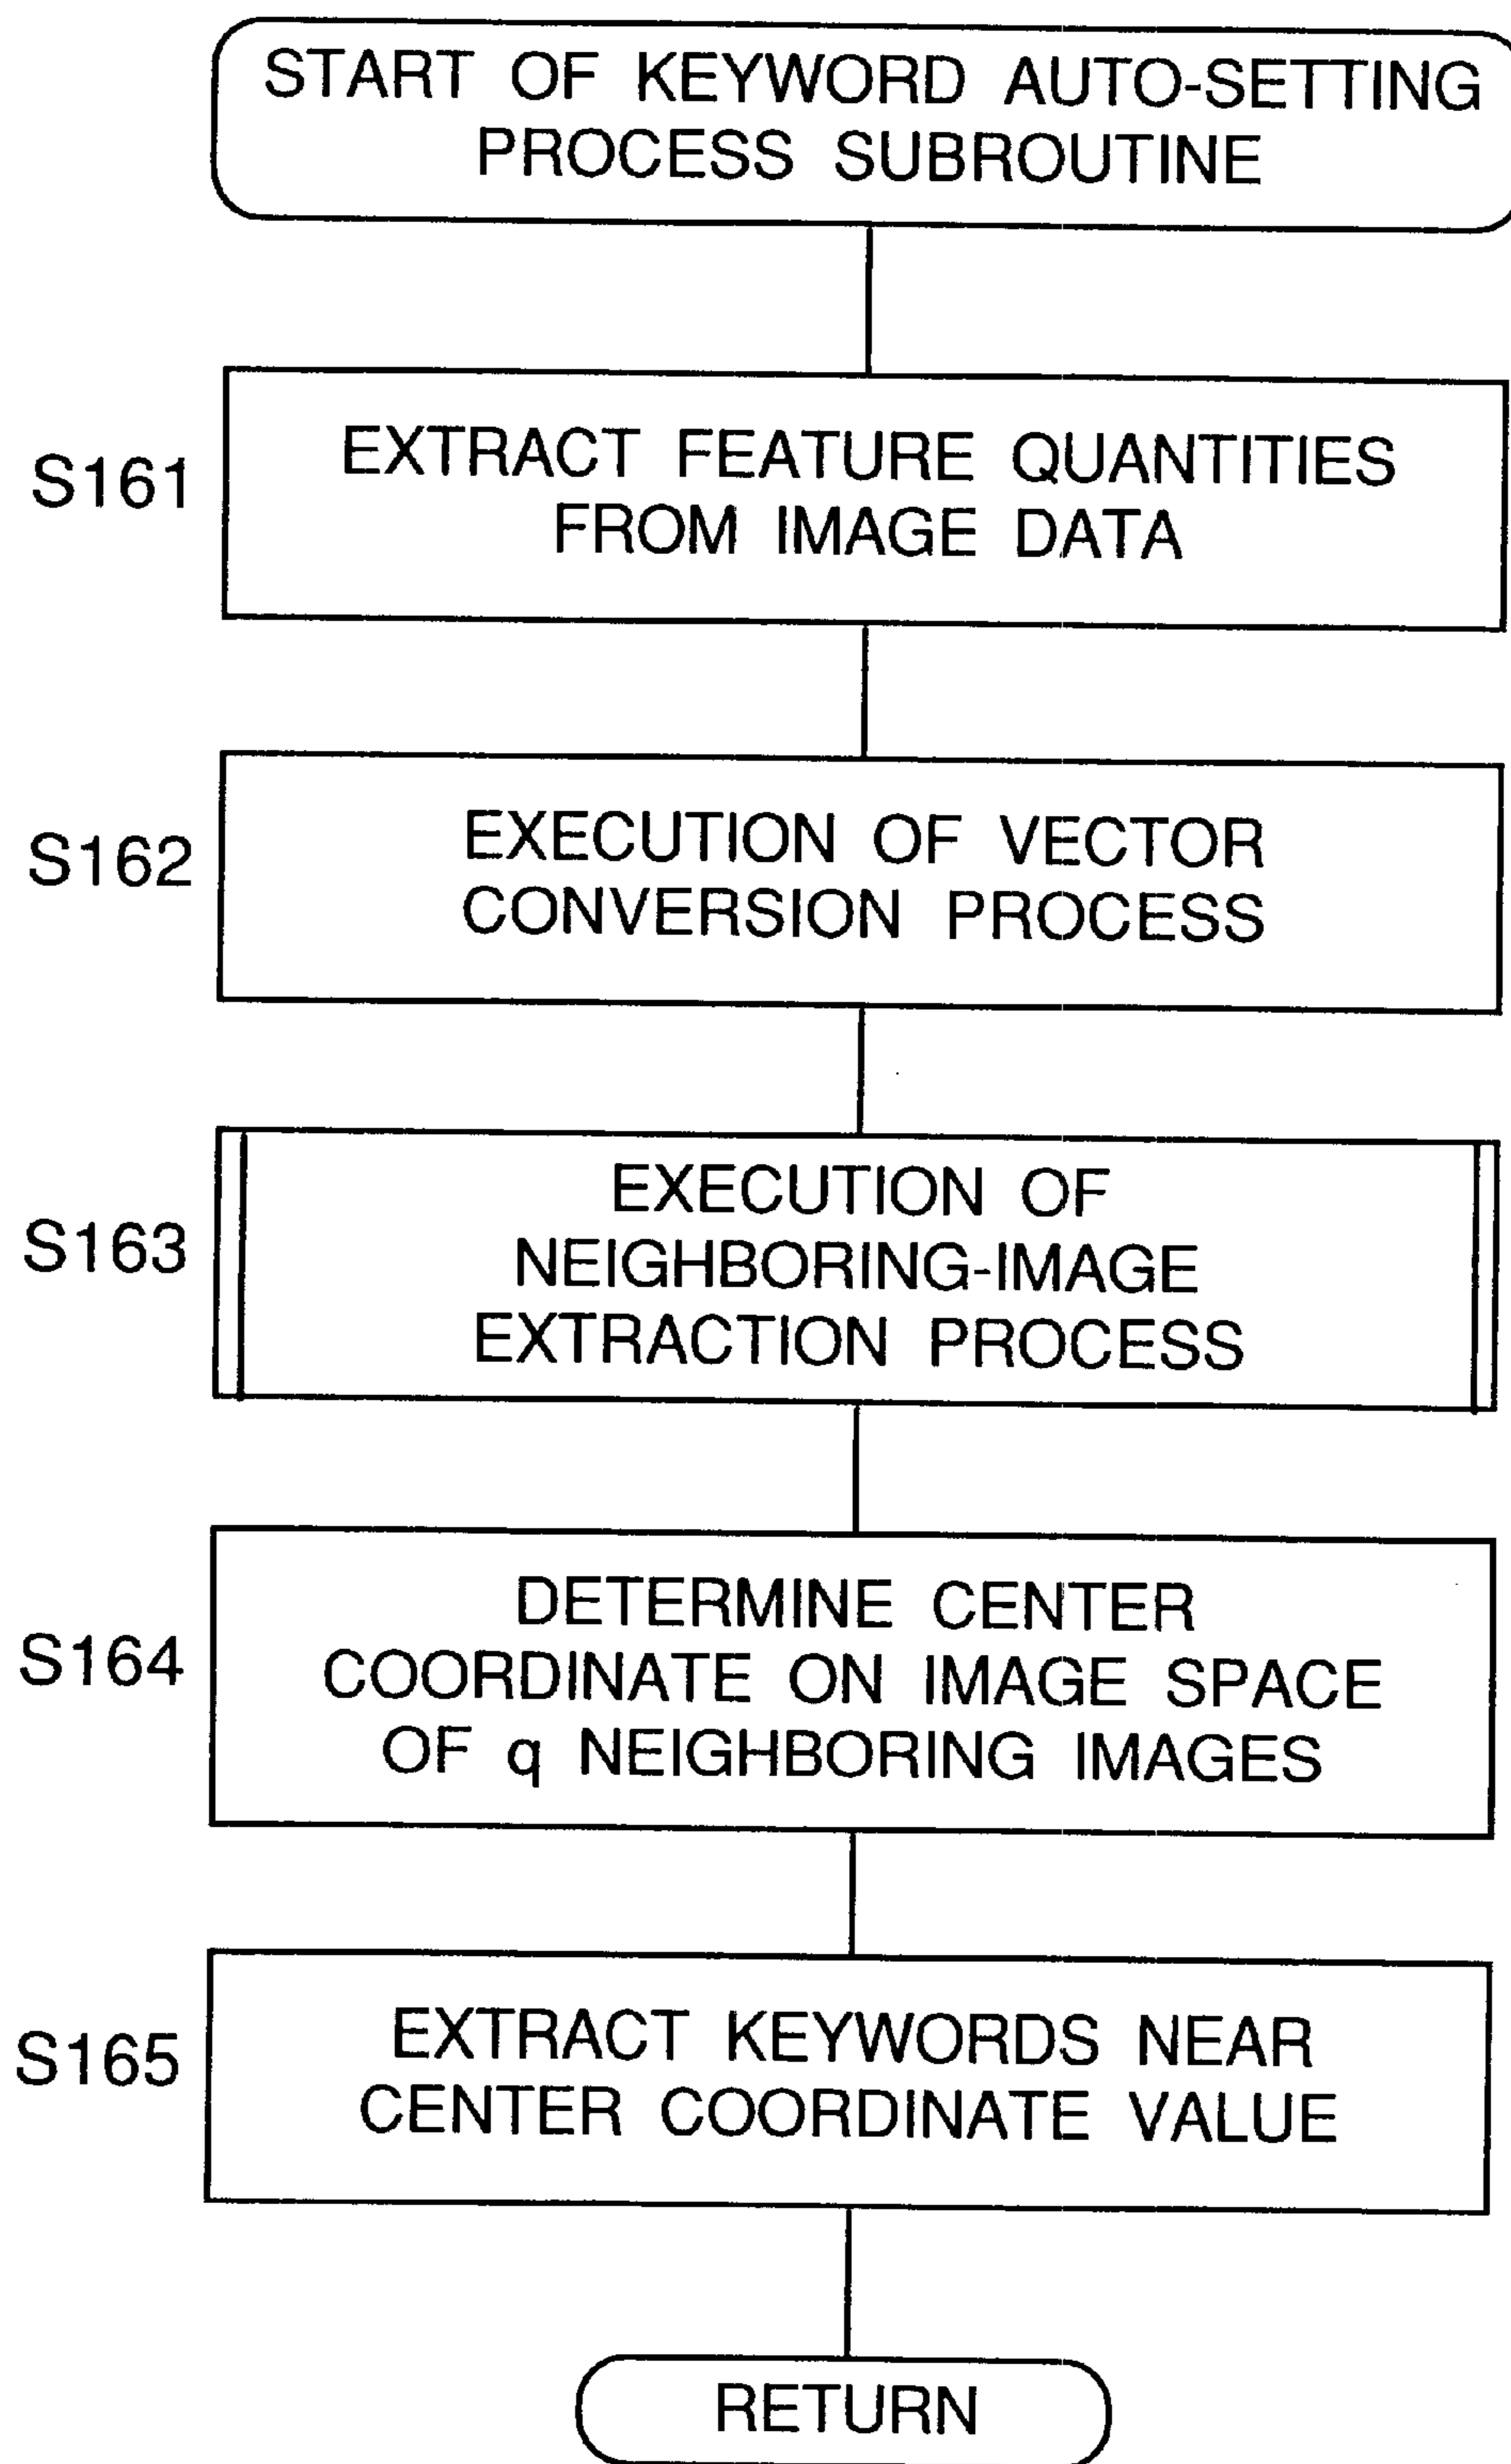 START OF KEYWORD AUTO-SETTING
PROCESS SUBROUTINE
S161
EXTRACT FEATURE QUANTITIES
FROM IMAGE DATA
S162
EXECUTION OF VECTOR
CONVERSION PROCESS
S163
EXECUTION OF
NEIGHBORING-IMAGE
EXTRACTION PROCESS
S164
DETERMINE CENTER
COORDINATE ON IMAGE SPACE
OF q NEIGHBORING IMAGES
S165
EXTRACT KEYWORDS NEAR
CENTER COORDINATE VALUE
RETURN